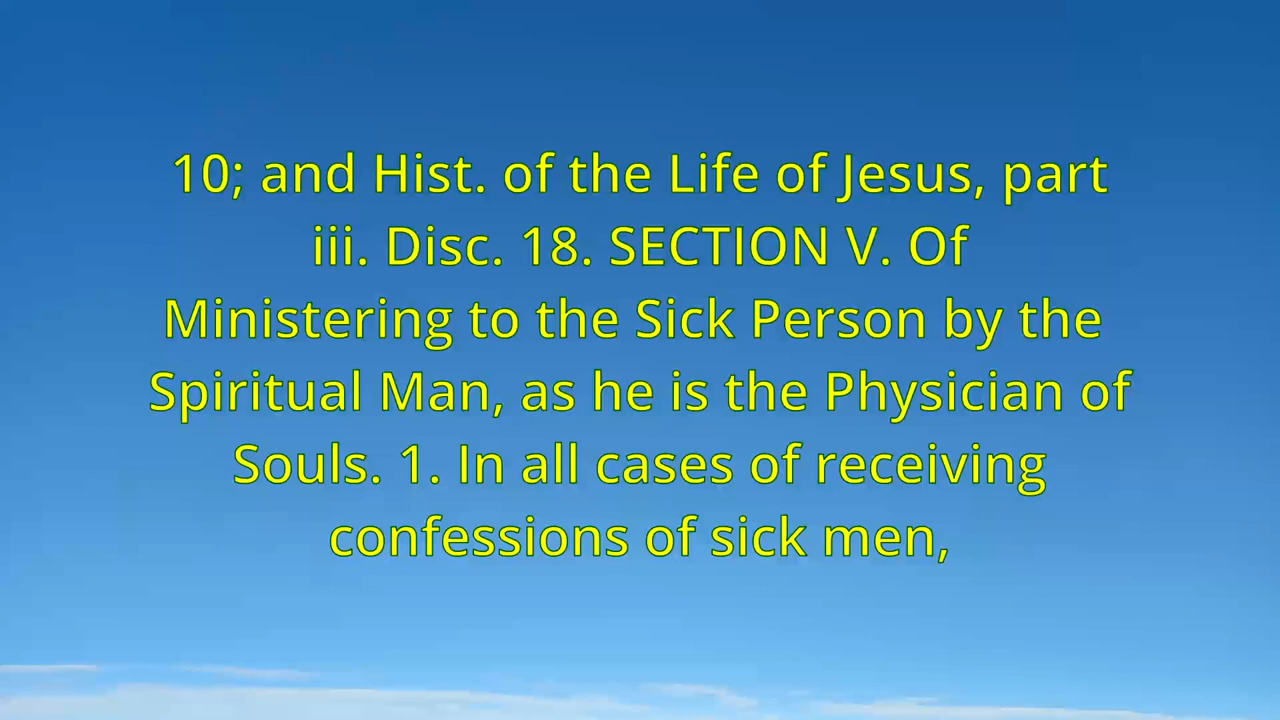 10; and Hist. of the Life of Jesus, part
iii. Disc. 18. SECTION V. Of
Ministering to the Sick Person by the
Spiritual Man, as he is the Physician of
Souls. 1. In all cases of receiving
confessions of sick men,